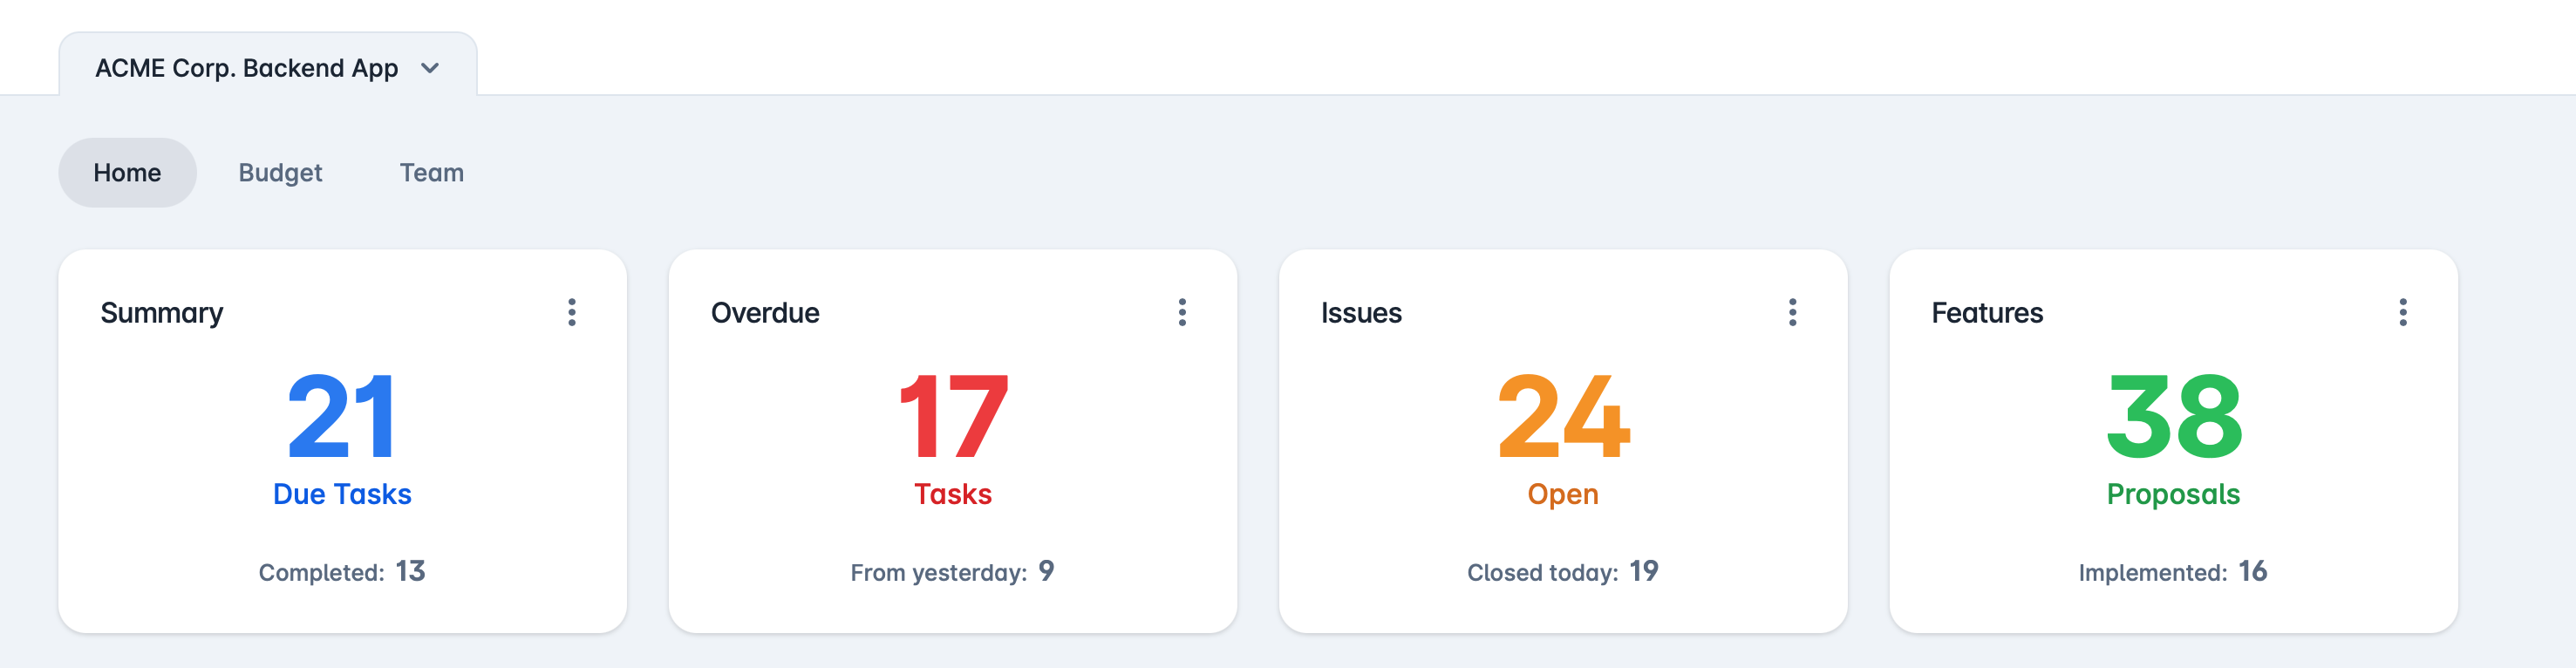 ACME Corp. Backend App
Home Budget Team
Summary
21
Due Tasks
Completed: 13
Overdue
17
Tasks
From yesterday: 9
Issues
24
Open
Closed today: 19
Features
38
Proposals
Implemented: 16